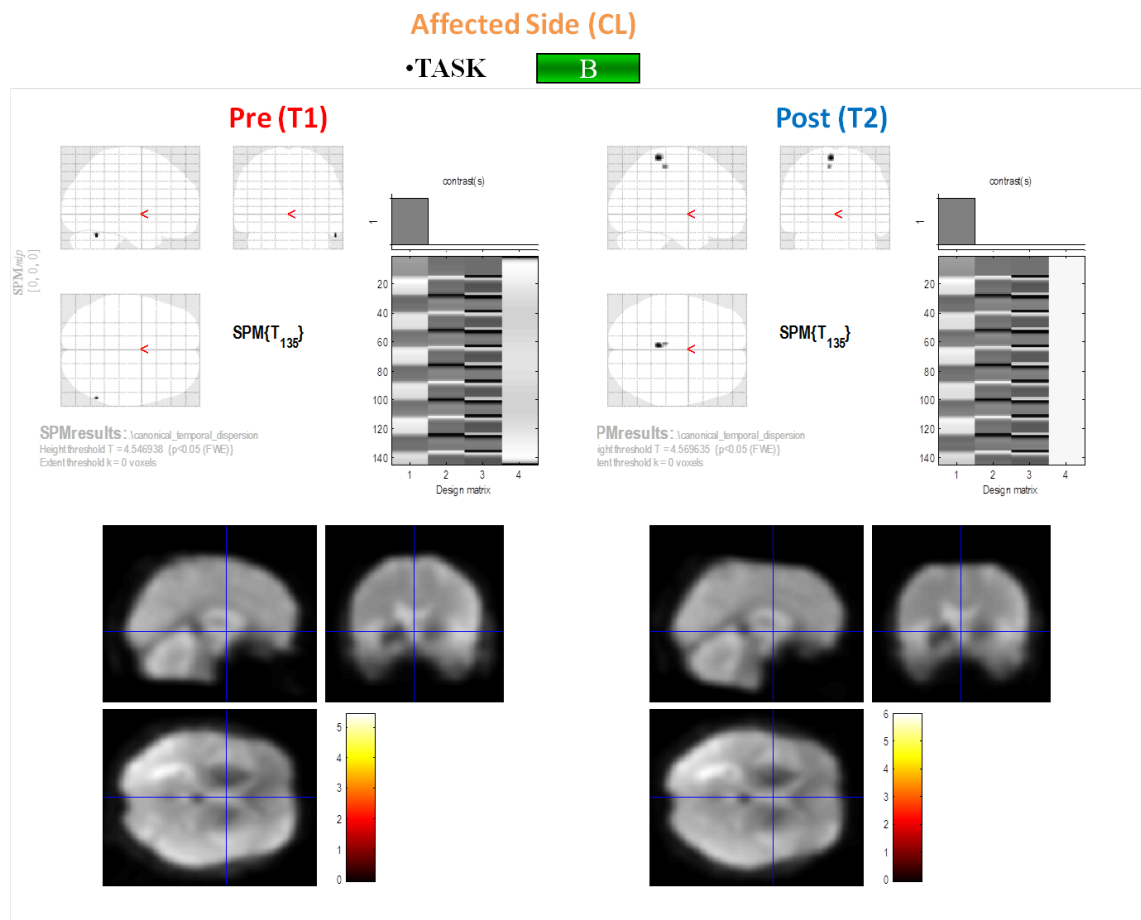 Affected Side (CL)
•TASK B
Pre (T1)
Post (T2)
SPMmip
[0, 0, 0]
contrast(s)
1
20
40
60
80
100
120
140
1 2 3 4
Design matrix
SPM{T135}
SPMresults: .\canonical_temporal_dispersion
Height threshold T = 4.546938 {p<0.05 (FWE)}
Extent threshold k = 0 voxels
contrast(s)
1
20
40
60
80
100
120
140
1 2 3 4
Design matrix
SPM{T135}
PMresults: .\canonical_temporal_dispersion
ight threshold T = 4.569635 {p<0.05 (FWE)}
tent threshold k = 0 voxels
5
4
3
2
1
0
6
5
4
3
2
1
0